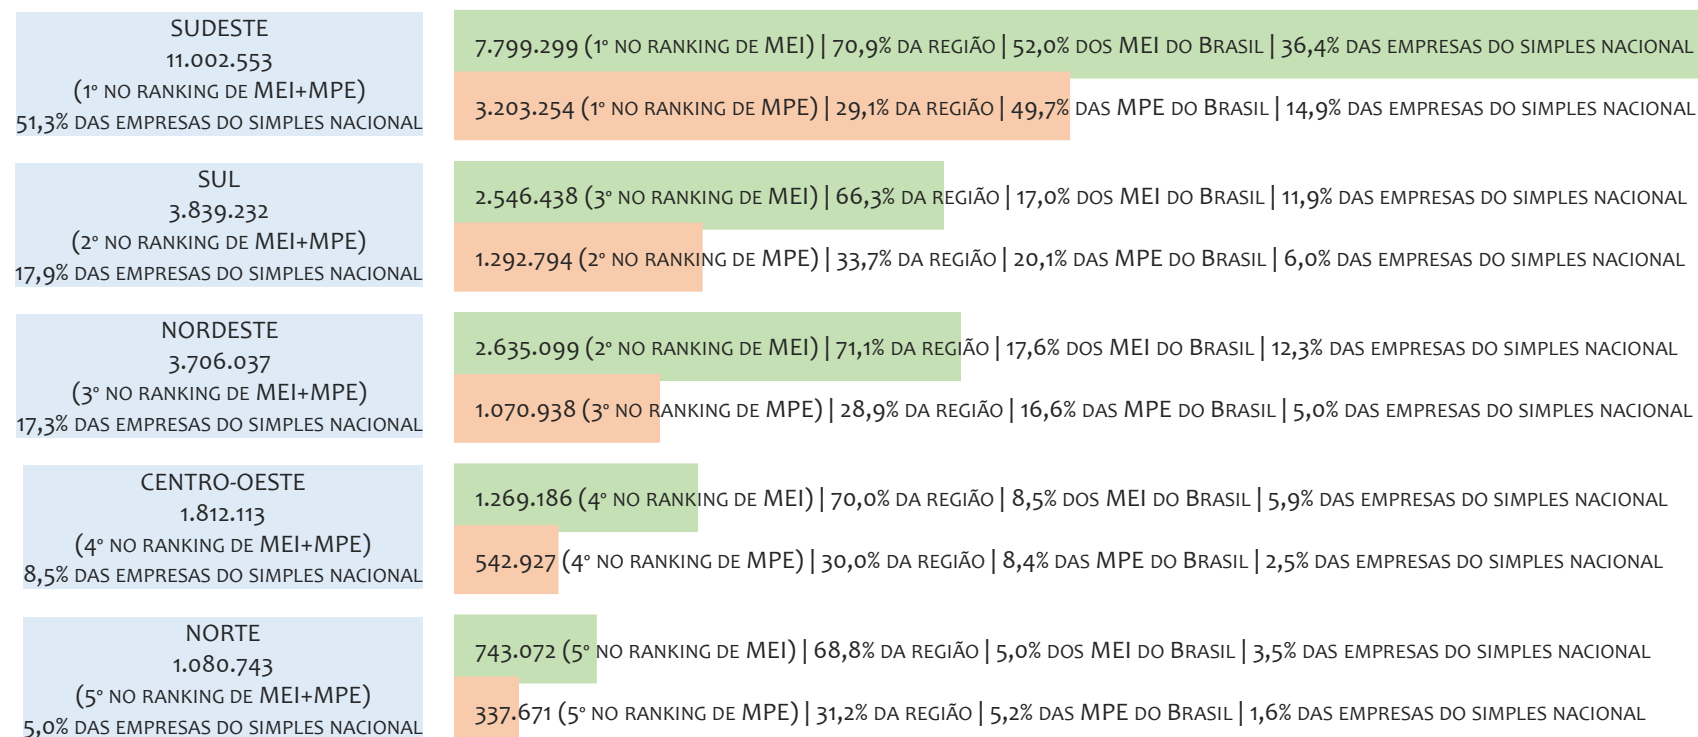 SUDESTE
11.002.553
(1º NO RANKING DE MEI+MPE)
51,3% DAS EMPRESAS DO SIMPLES NACIONAL
7.799.299 (1º NO RANKING DE MEI) | 70,9% DA REGIÃO | 52,0% DOS MEI DO BRASIL | 36,4% DAS EMPRESAS DO SIMPLES NACIONAL
3.203.254 (1º NO RANKING DE MPE) | 29,1% DA REGIÃO | 49,7% DAS MPE DO BRASIL | 14,9% DAS EMPRESAS DO SIMPLES NACIONAL
SUL
3.839.232
(2º NO RANKING DE MEI+MPE)
17,9% DAS EMPRESAS DO SIMPLES NACIONAL
2.546.438 (3º NO RANKING DE MEI) | 66,3% DA REGIÃO | 17,0% DOS MEI DO BRASIL | 11,9% DAS EMPRESAS DO SIMPLES NACIONAL
1.292.794 (2º NO RANKING DE MPE) | 33,7% DA REGIÃO | 20,1% DAS MPE DO BRASIL | 6,0% DAS EMPRESAS DO SIMPLES NACIONAL
NORDESTE
3.706.037
(3º NO RANKING DE MEI+MPE)
17,3% DAS EMPRESAS DO SIMPLES NACIONAL
2.635.099 (2º NO RANKING DE MEI) | 71,1% DA REGIÃO | 17,6% DOS MEI DO BRASIL | 12,3% DAS EMPRESAS DO SIMPLES NACIONAL
1.070.938 (3º NO RANKING DE MPE) | 28,9% DA REGIÃO | 16,6% DAS MPE DO BRASIL | 5,0% DAS EMPRESAS DO SIMPLES NACIONAL
CENTRO-OESTE
1.812.113
(4º NO RANKING DE MEI+MPE)
8,5% DAS EMPRESAS DO SIMPLES NACIONAL
1.269.186 (4º NO RANKING DE MEI) | 70,0% DA REGIÃO | 8,5% DOS MEI DO BRASIL | 5,9% DAS EMPRESAS DO SIMPLES NACIONAL
542.927 (4º NO RANKING DE MPE) | 30,0% DA REGIÃO | 8,4% DAS MPE DO BRASIL | 2,5% DAS EMPRESAS DO SIMPLES NACIONAL
NORTE
1.080.743
(5º NO RANKING DE MEI+MPE)
5,0% DAS EMPRESAS DO SIMPLES NACIONAL
743.072 (5º NO RANKING DE MEI) | 68,8% DA REGIÃO | 5,0% DOS MEI DO BRASIL | 3,5% DAS EMPRESAS DO SIMPLES NACIONAL
337.671 (5º NO RANKING DE MPE) | 31,2% DA REGIÃO | 5,2% DAS MPE DO BRASIL | 1,6% DAS EMPRESAS DO SIMPLES NACIONAL